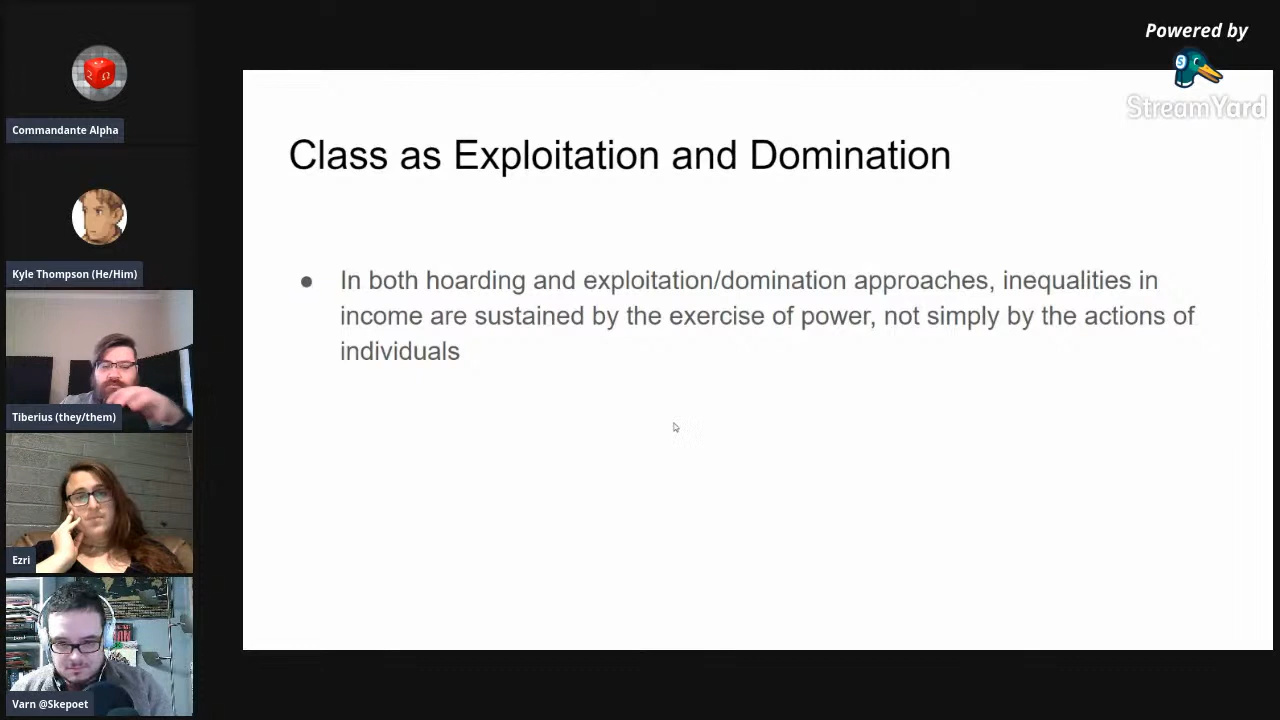 Powered by
StreamYard
Commandante Alpha
Kyle Thompson (He/Him)
Tiberius (they/them)
Ezri
Varn @Skepoet
Class as Exploitation and Domination
● In both hoarding and exploitation/domination approaches, inequalities in
income are sustained by the exercise of power, not simply by the actions of
individuals